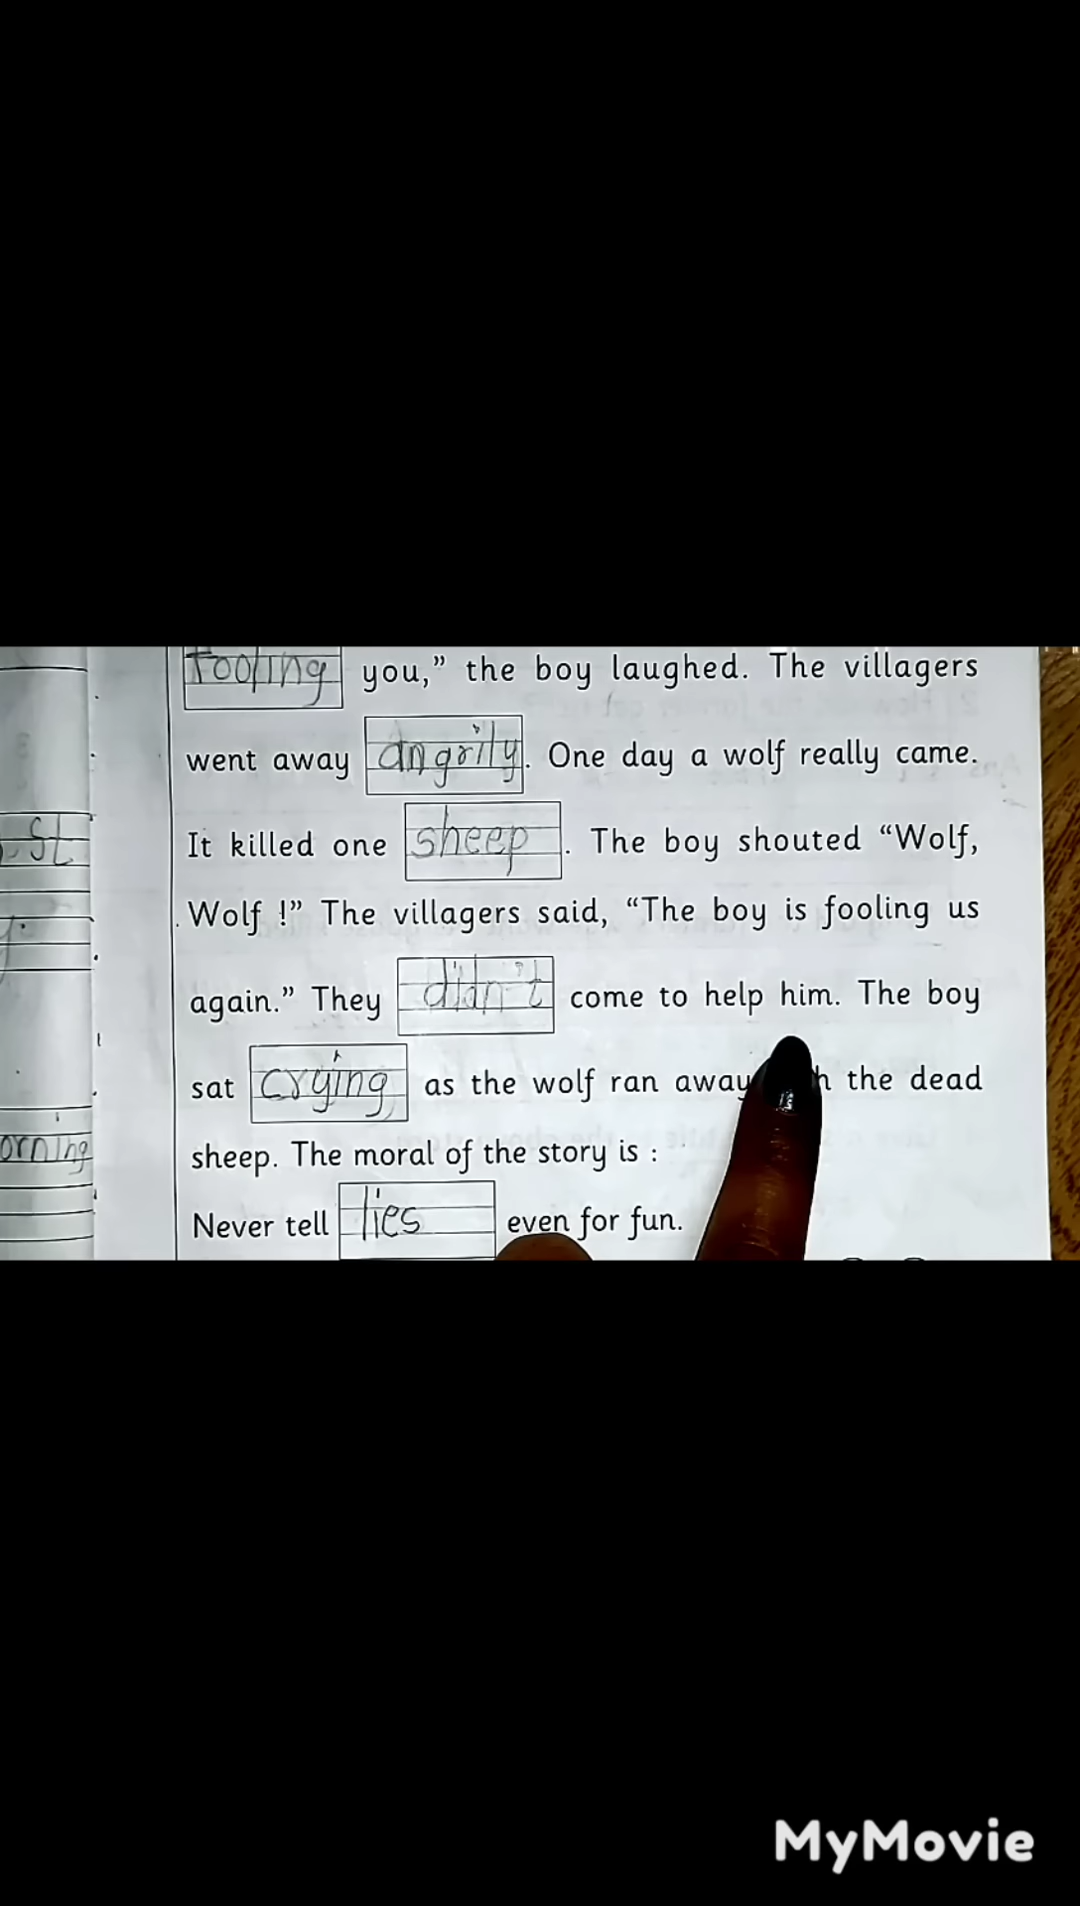 fooling you,” the boy laughed. The villagers
went away angrily. One day a wolf really came.
It killed one sheep. The boy shouted “Wolf,
Wolf !” The villagers said, “The boy is fooling us
again.” They didn't come to help him. The boy
sat crying as the wolf ran away the dead
sheep. The moral of the story is :
Never tell lies even for fun.
st
orning
MyMovie